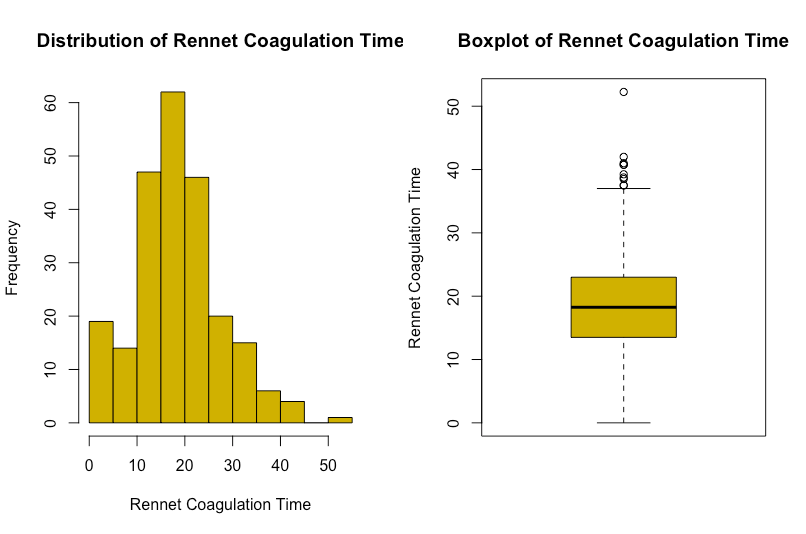 Distribution of Rennet Coagulation Time
Frequency
0
10
20
30
40
50
60
0 10 20 30 40 50
Rennet Coagulation Time
Boxplot of Rennet Coagulation Time
Rennet Coagulation Time
0
10
20
30
40
50